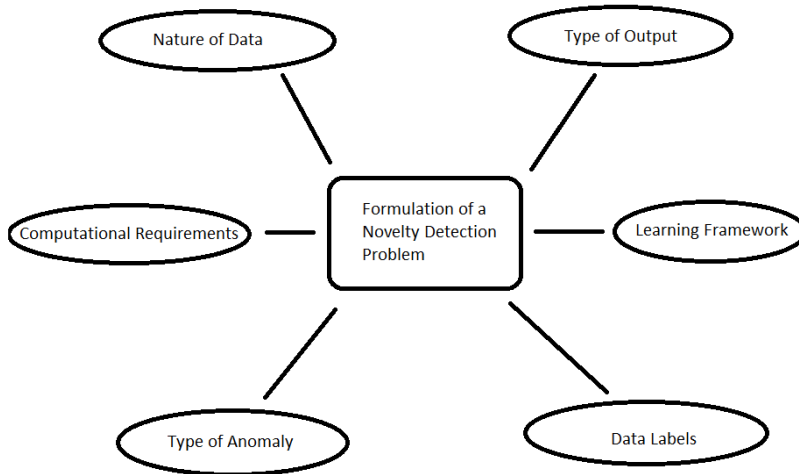 Nature of Data
Type of Output
Formulation of a
Novelty Detection
Problem
Computational Requirements
Learning Framework
Type of Anomaly
Data Labels